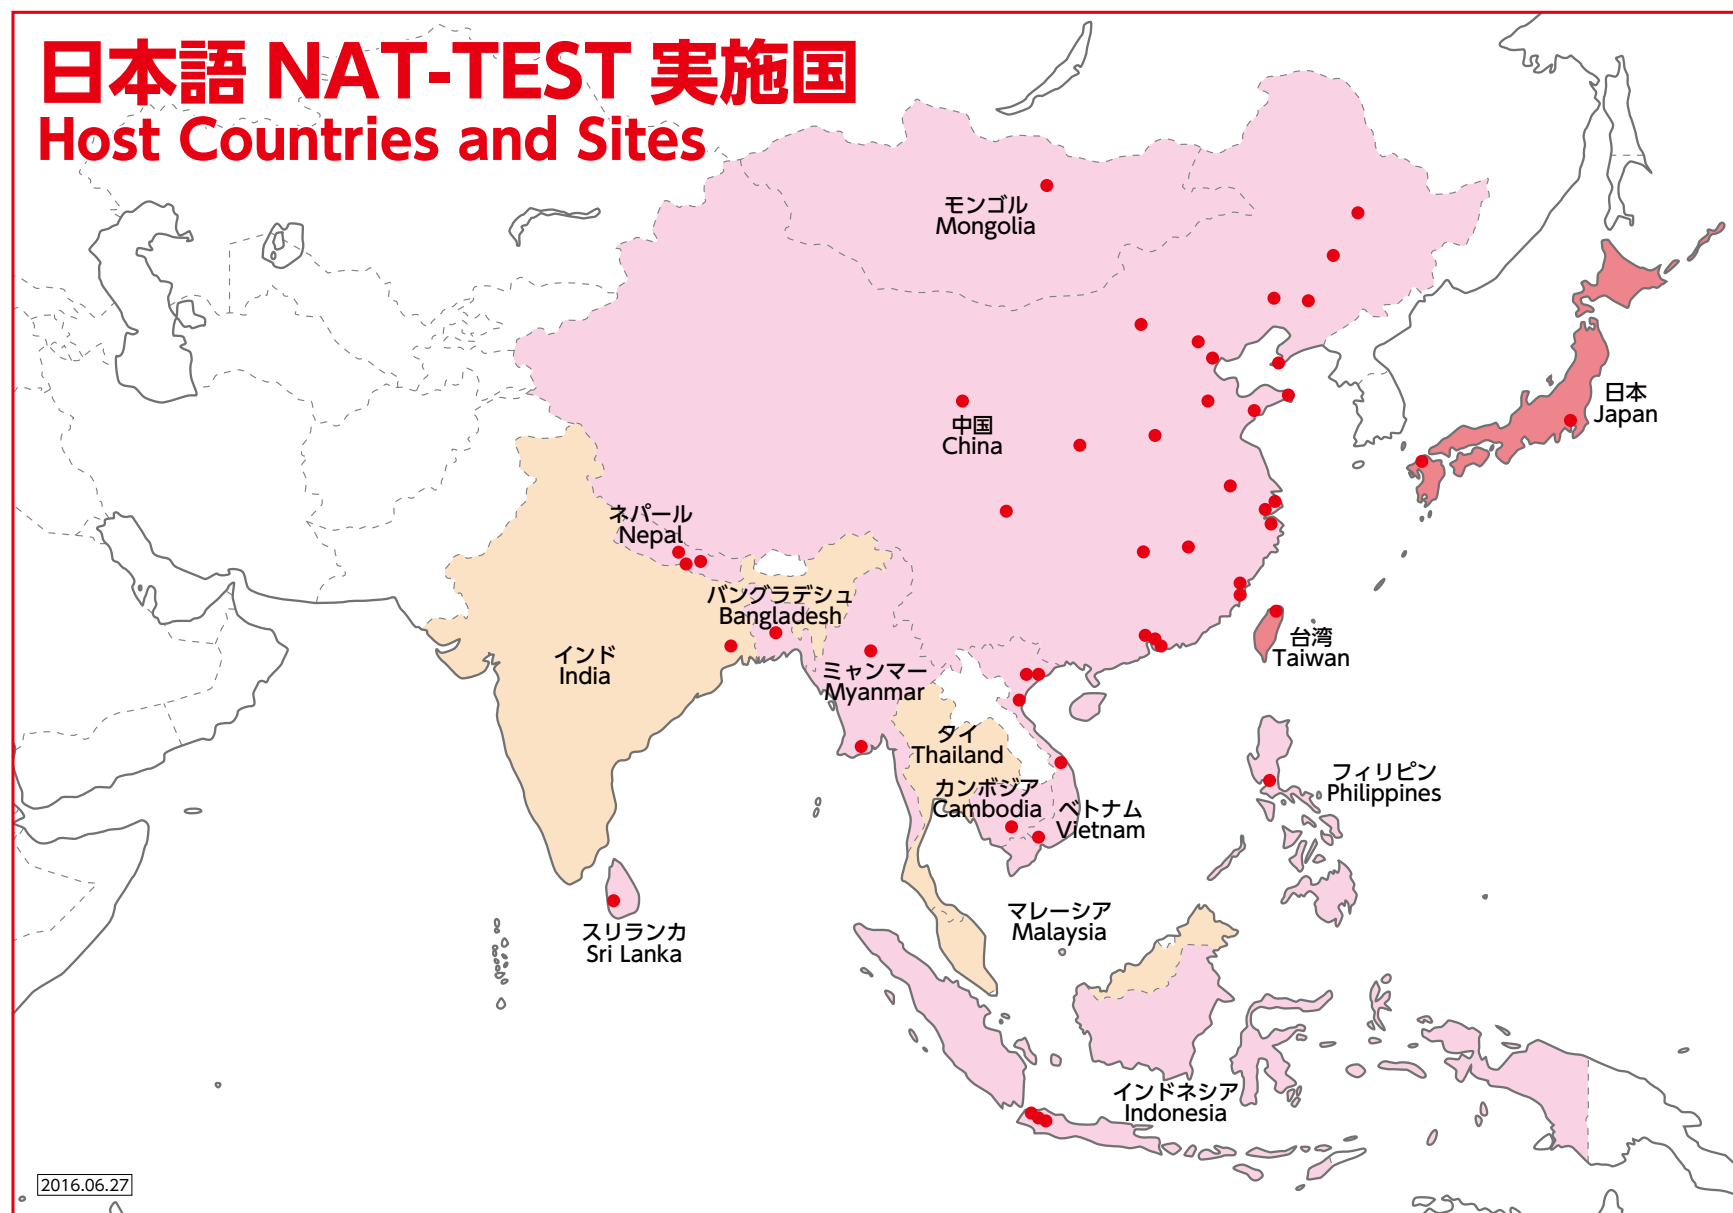 日本語 NAT-TEST 実施国
Host Countries and Sites
モンゴル
Mongolia
日本
Japan
中国
China
ネパール
Nepal
バングラデシュ
Bangladesh
インド
India
台湾
Taiwan
ミャンマー
Myanmar
タイ
Thailand
カンボジア
Cambodia
ベトナム
Vietnam
フィリピン
Philippines
マレーシア
Malaysia
スリランカ
Sri Lanka
インドネシア
Indonesia
2016.06.27